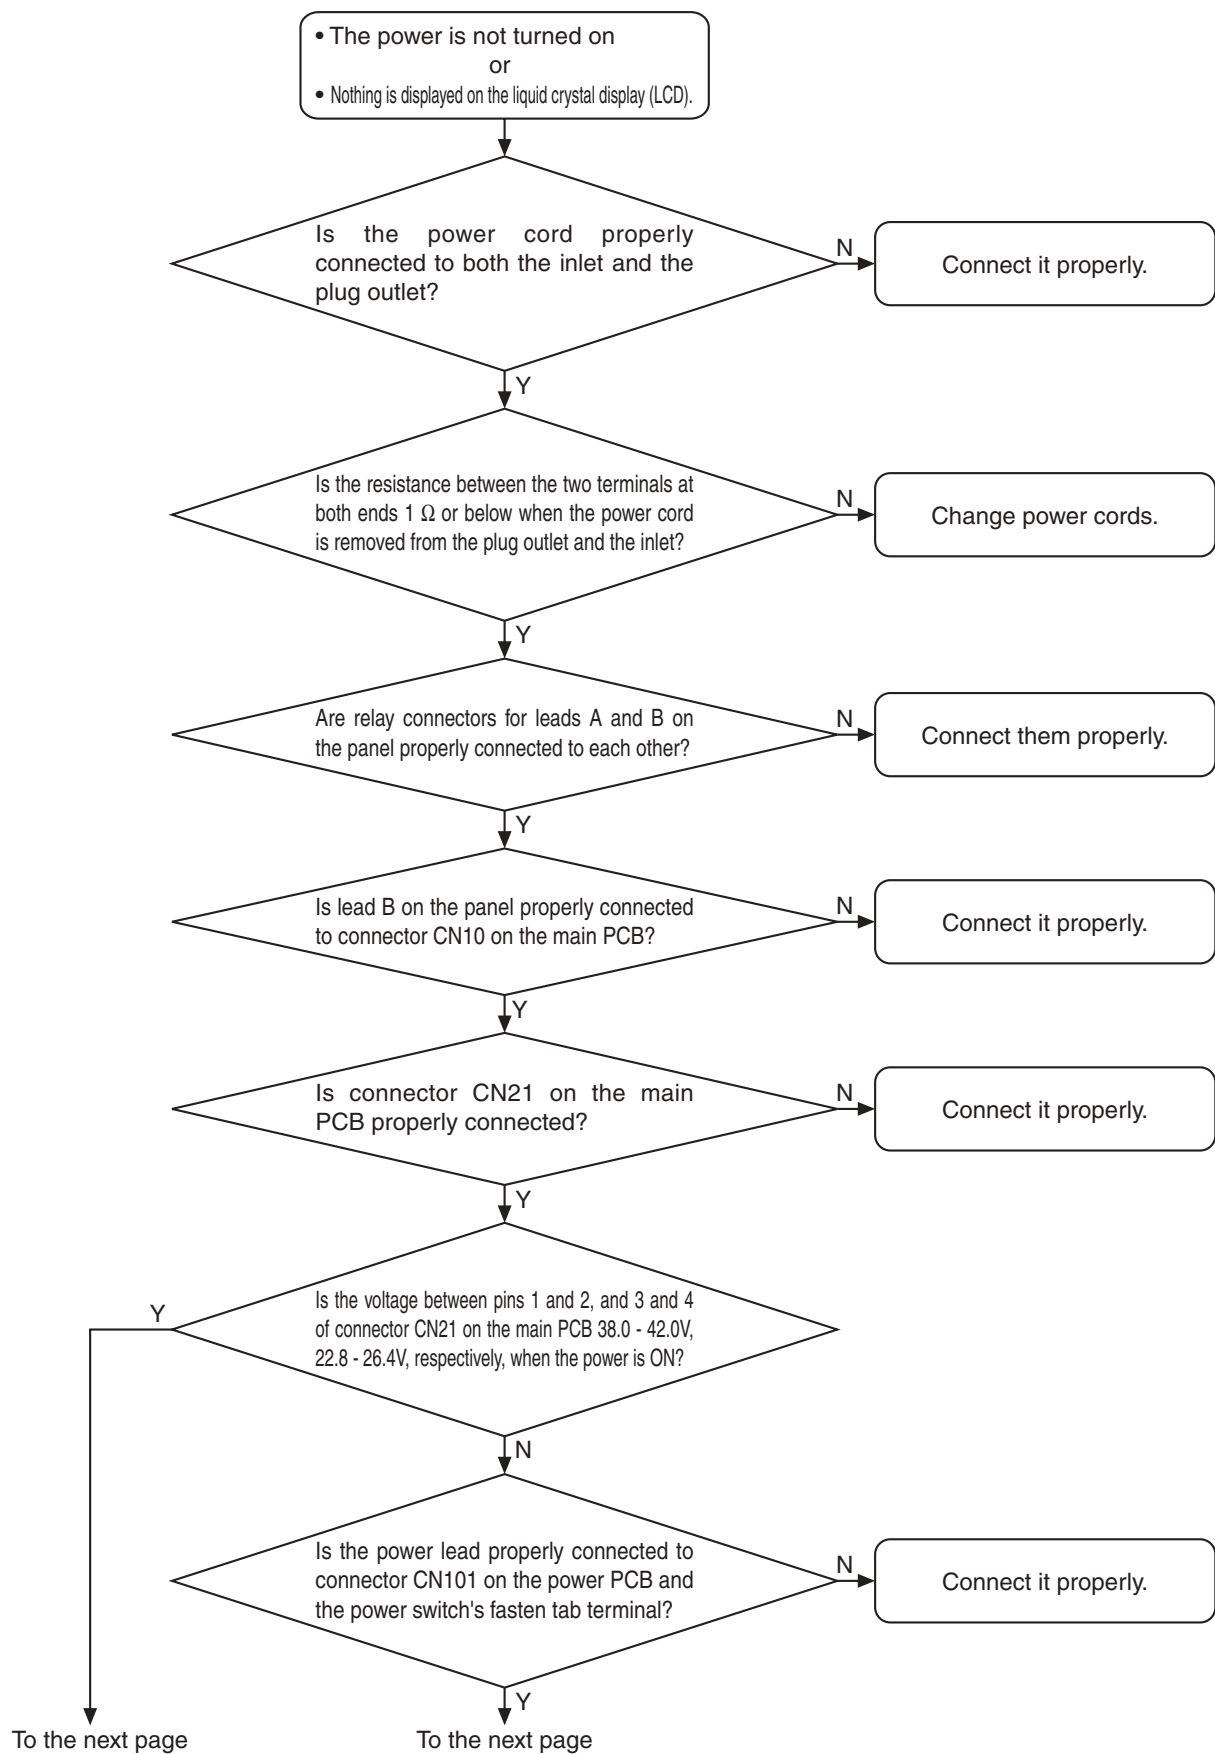 • The power is not turned on
or
• Nothing is displayed on the liquid crystal display (LCD).
Is the power cord properly
connected to both the inlet and the
plug outlet?
N
Connect it properly.
Y
Is the resistance between the two terminals at
both ends 1 Ω or below when the power cord
is removed from the plug outlet and the inlet?
N
Change power cords.
Y
Are relay connectors for leads A and B on
the panel properly connected to each other?
N
Connect them properly.
Y
Is lead B on the panel properly connected
to connector CN10 on the main PCB?
N
Connect it properly.
Y
Is connector CN21 on the main
PCB properly connected?
N
Connect it properly.
Y
Is the voltage between pins 1 and 2, and 3 and 4
of connector CN21 on the main PCB 38.0 - 42.0V,
22.8 - 26.4V, respectively, when the power is ON?
Y
N
Is the power lead properly connected to
connector CN101 on the power PCB and
the power switch's fasten tab terminal?
N
Connect it properly.
Y
To the next page
To the next page